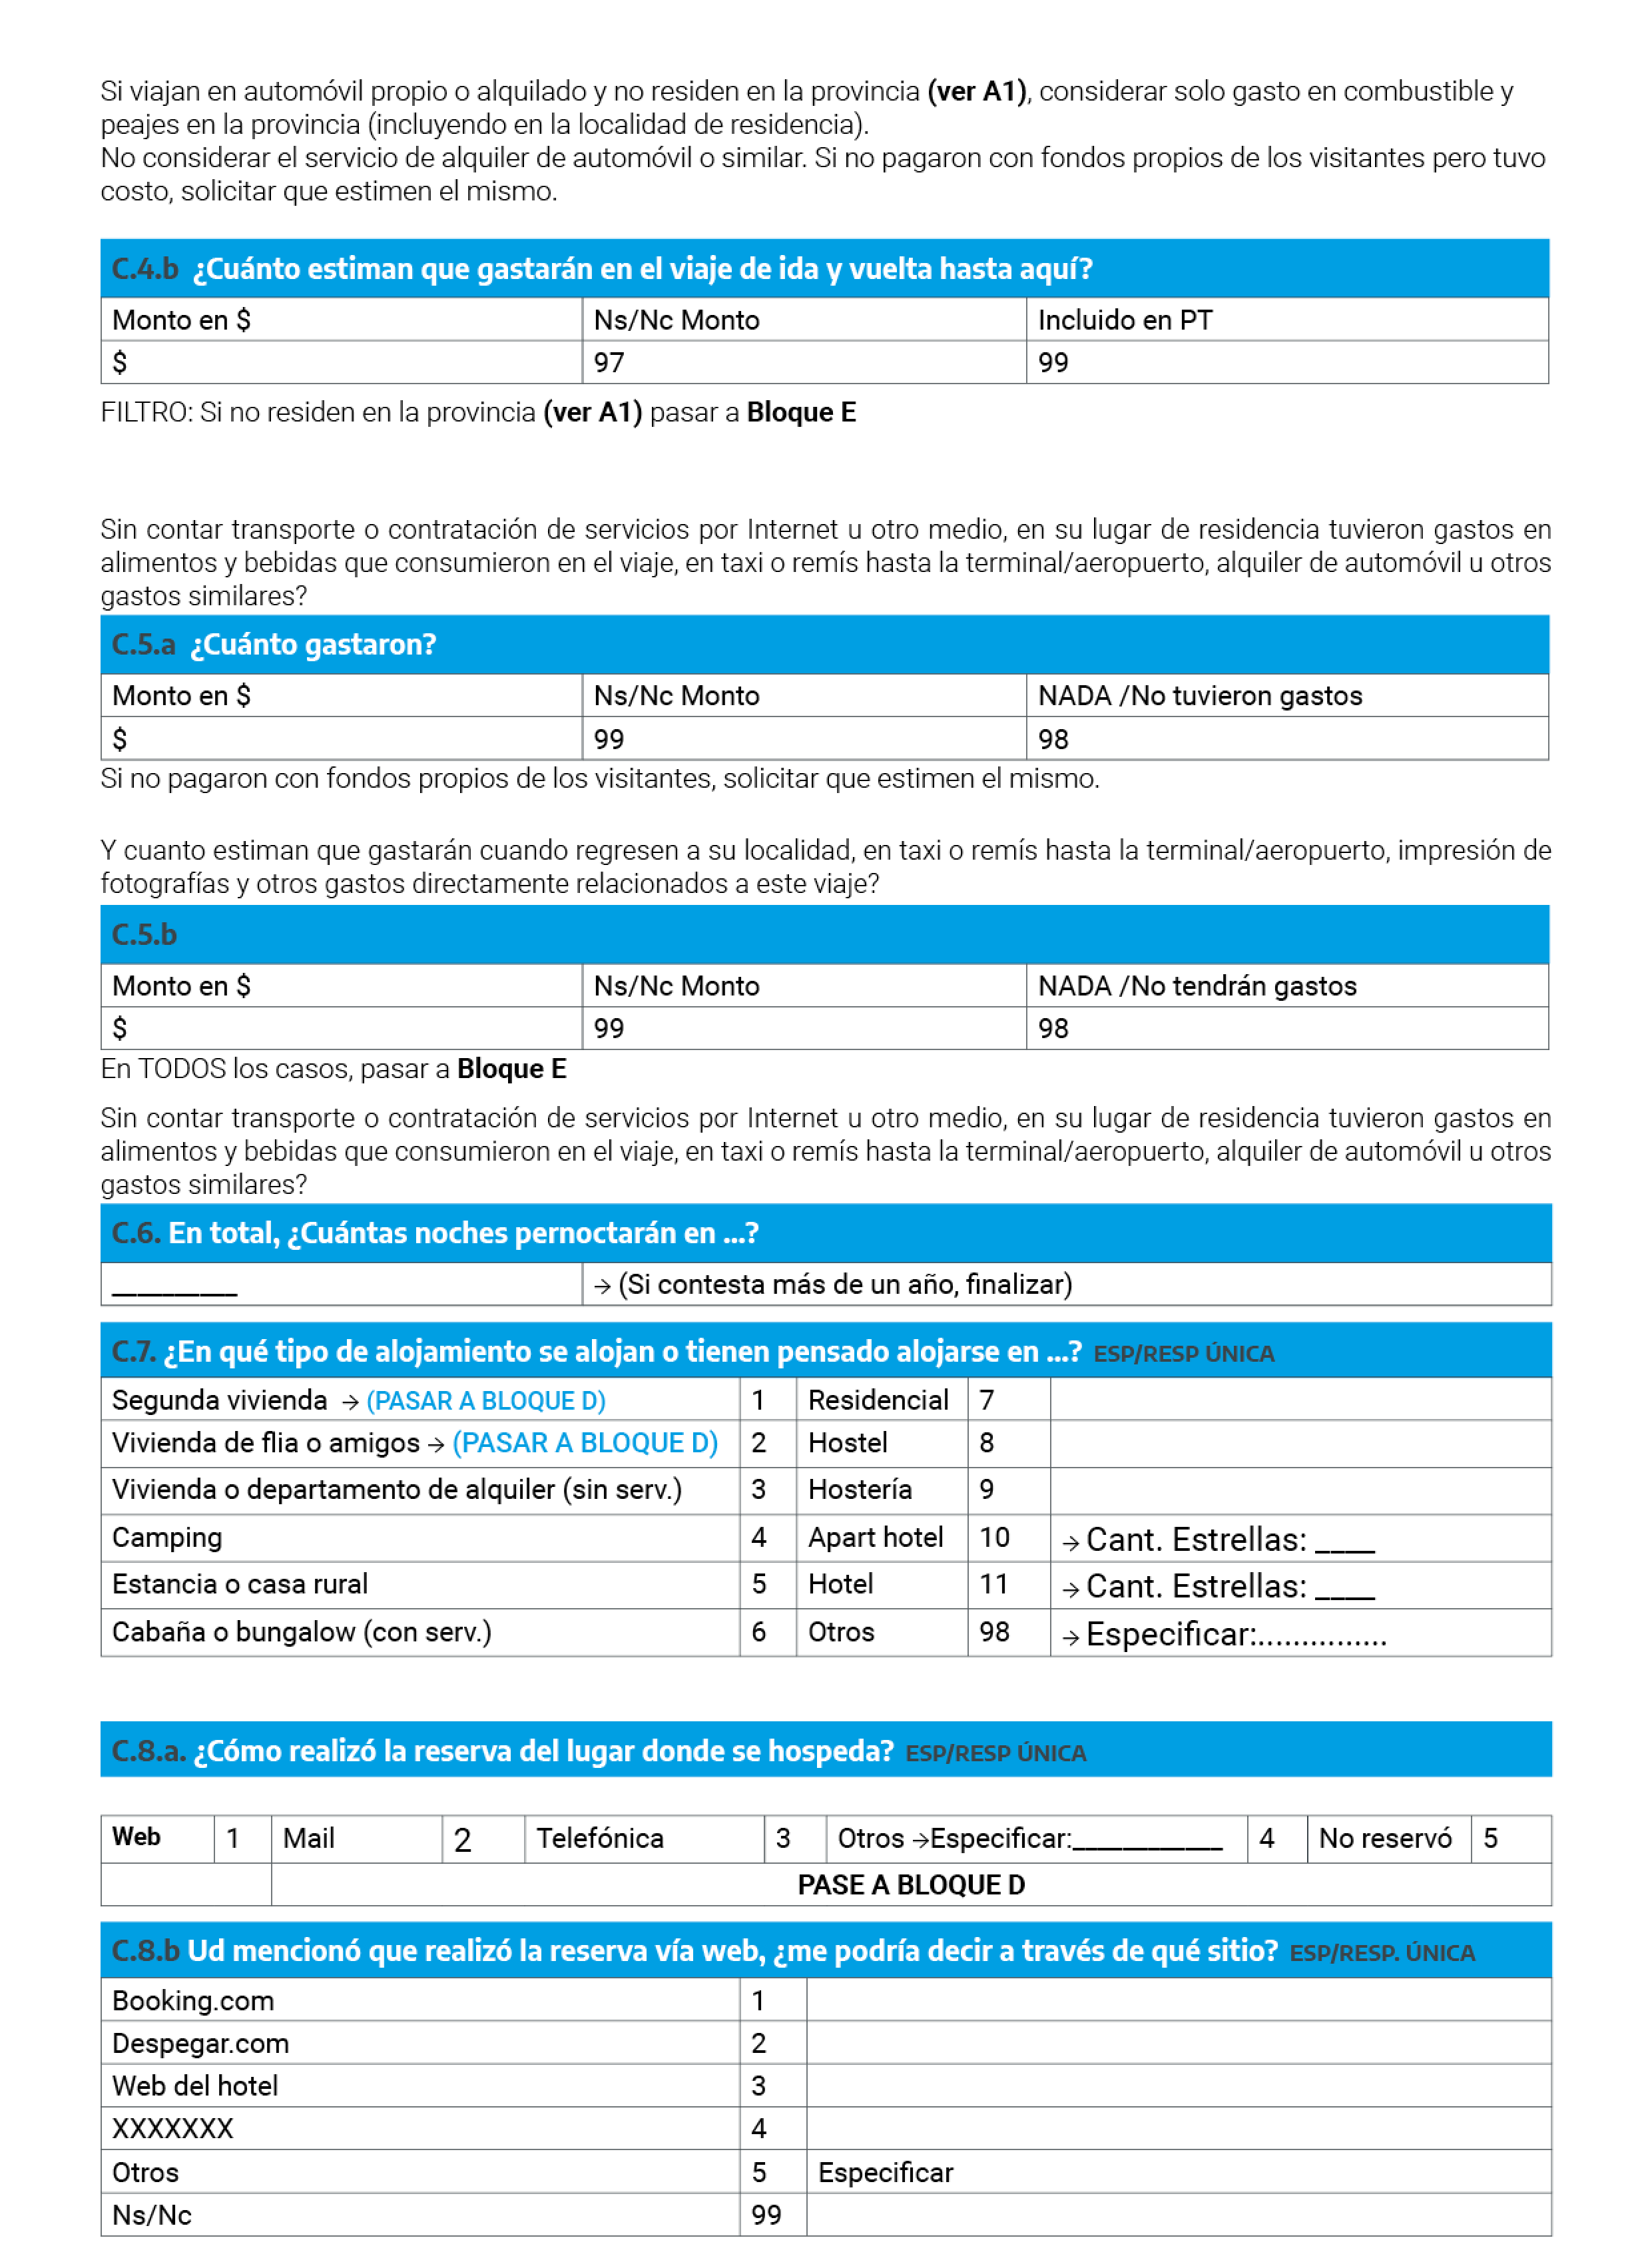 Si viajan en automóvil propio o alquilado y no residen en la provincia (ver A1), considerar solo gasto en combustible y
peajes en la provincia (incluyendo en la localidad de residencia).
No considerar el servicio de alquiler de automóvil o similar. Si no pagaron con fondos propios de los visitantes pero tuvo
costo, solicitar que estimen el mismo.
C.4.b ¿Cuánto estiman que gastarán en el viaje de ida y vuelta hasta aquí?
Monto en $ Ns/Nc Monto Incluido en PT
$ 97 99
FILTRO: Si no residen en la provincia (ver A1) pasar a Bloque E
Sin contar transporte o contratación de servicios por Internet u otro medio, en su lugar de residencia tuvieron gastos en
alimentos y bebidas que consumieron en el viaje, en taxi o remís hasta la terminal/aeropuerto, alquiler de automóvil u otros
gastos similares?
C.5.a ¿Cuánto gastaron?
Monto en $ Ns/Nc Monto NADA /No tuvieron gastos
$ 99 98
Si no pagaron con fondos propios de los visitantes, solicitar que estimen el mismo.
Y cuanto estiman que gastarán cuando regresen a su localidad, en taxi o remís hasta la terminal/aeropuerto, impresión de
fotografías y otros gastos directamente relacionados a este viaje?
C.5.b
Monto en $ Ns/Nc Monto NADA /No tendrán gastos
$ 99 98
En TODOS los casos, pasar a Bloque E
Sin contar transporte o contratación de servicios por Internet u otro medio, en su lugar de residencia tuvieron gastos en
alimentos y bebidas que consumieron en el viaje, en taxi o remís hasta la terminal/aeropuerto, alquiler de automóvil u otros
gastos similares?
C.6. En total, ¿Cuántas noches pernoctarán en ...?
__________ → (Si contesta más de un año, finalizar)
C.7. ¿En qué tipo de alojamiento se alojan o tienen pensado alojarse en ...? ESP/RESP ÚNICA
Segunda vivienda → (PASAR A BLOQUE D) 1 Residencial 7
Vivienda de flia o amigos → (PASAR A BLOQUE D) 2 Hostel 8
Vivienda o departamento de alquiler (sin serv.) 3 Hostería 9
Camping 4 Apart hotel 10 → Cant. Estrellas: ____
Estancia o casa rural 5 Hotel 11 → Cant. Estrellas: ____
Cabaña o bungalow (con serv.) 6 Otros 98 → Especificar:...............
C.8.a. ¿Cómo realizó la reserva del lugar donde se hospeda? ESP/RESP ÚNICA
Web 1 Mail 2 Telefónica 3 Otros →Especificar:____________ 4 No reservó 5
PASE A BLOQUE D
C.8.b Ud mencionó que realizó la reserva vía web, ¿me podría decir a través de qué sitio? ESP/RESP. ÚNICA
Booking.com 1
Despegar.com 2
Web del hotel 3
XXXXXXX 4
Otros 5 Especificar
Ns/Nc 99